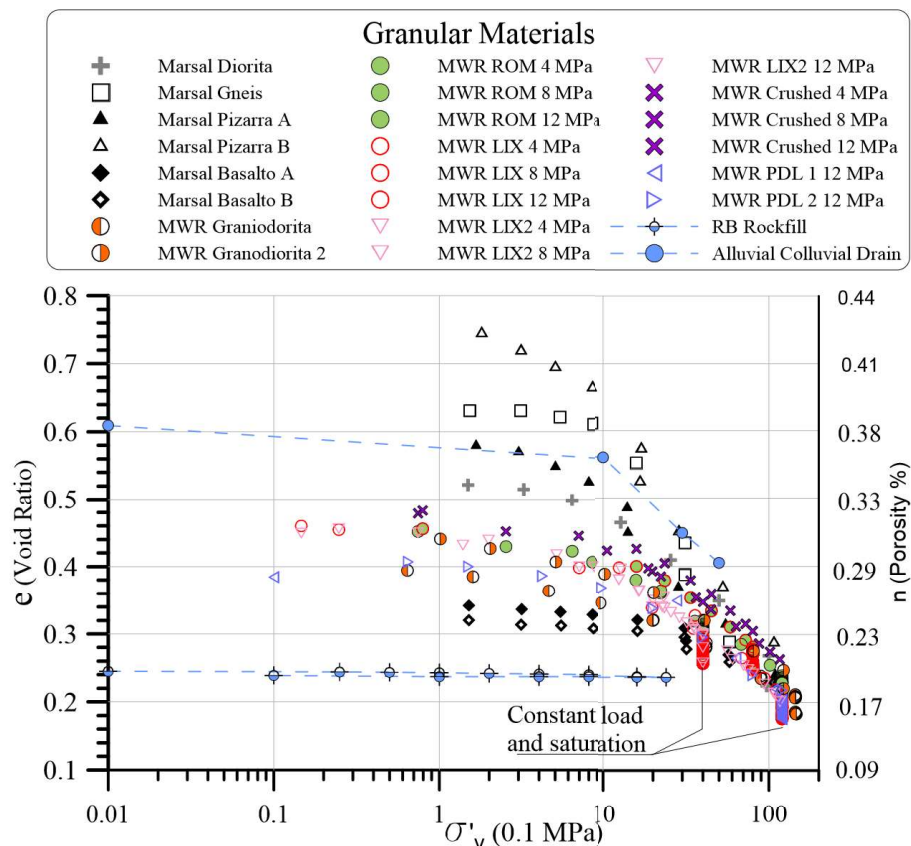 Granular Materials
Marsal Diorita
Marsal Gneis
Marsal Pizarra A
Marsal Pizarra B
Marsal Basalto A
Marsal Basalto B
MWR Graniodorita
MWR Granodiorita 2
MWR ROM 4 MPa
MWR ROM 8 MPa
MWR ROM 12 MPa
MWR LIX 4 MPa
MWR LIX 8 MPa
MWR LIX 12 MPa
MWR LIX2 4 MPa
MWR LIX2 8 MPa
MWR LIX2 12 MPa
MWR Crushed 4 MPa
MWR Crushed 8 MPa
MWR Crushed 12 MPa
MWR PDL 1 12 MPa
MWR PDL 2 12 MPa
RB Rockfill
Alluvial Colluvial Drain
e (Void Ratio)
0.8
0.7
0.6
0.5
0.4
0.3
0.2
0.1
0.44
0.41
0.38
0.33
0.29
0.23
0.17
0.09
n (Porosity %)
Constant load
and saturation
0.01
0.1
1.0
10
100
σ'v (0.1 MPa)